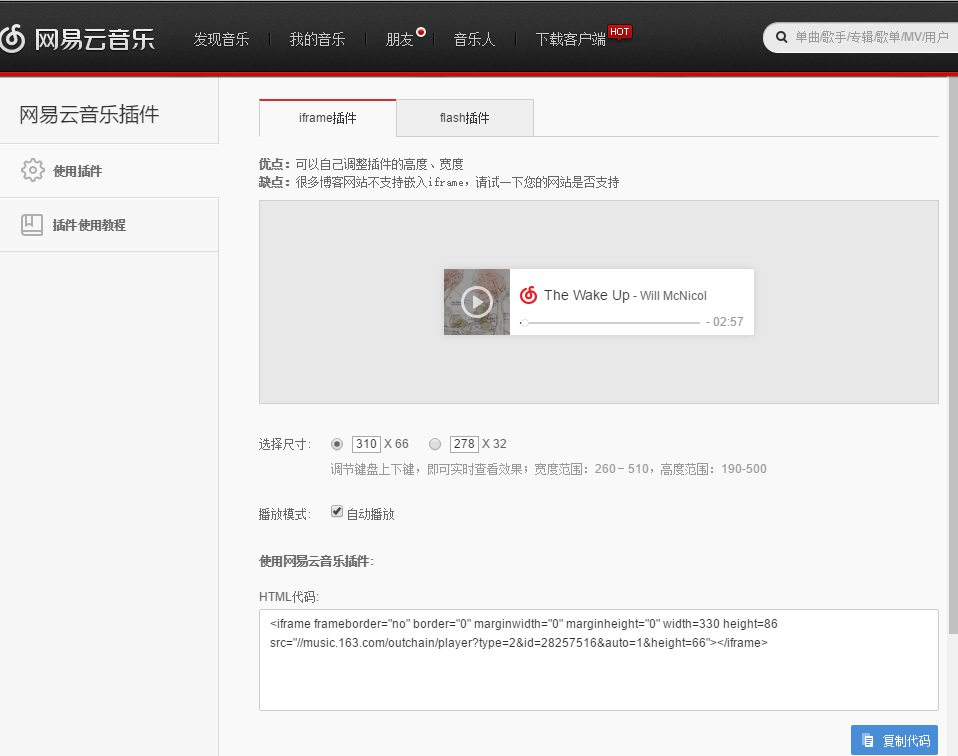 网易云音乐
发现音乐 我的音乐 朋友 音乐人 下载客户端 HOT
单曲/歌手/专辑/歌单/MV/用户
网易云音乐插件
使用插件
插件使用教程
iframe插件 flash插件
优点：可以自己调整插件的高度、宽度
缺点：很多博客网站不支持嵌入iframe，请试一下您的网站是否支持
The Wake Up - Will McNicol
- 02:57
选择尺寸： 310 X 66 278 X 32
调节键盘上下键，即可实时查看效果；宽度范围：260－510，高度范围：190-500
播放模式： 自动播放
使用网易云音乐插件:
HTML代码:
<iframe frameborder="no" border="0" marginwidth="0" marginheight="0" width=330 height=86
src="//music.163.com/outchain/player?type=2&id=28257516&auto=1&height=66"></iframe>
复制代码